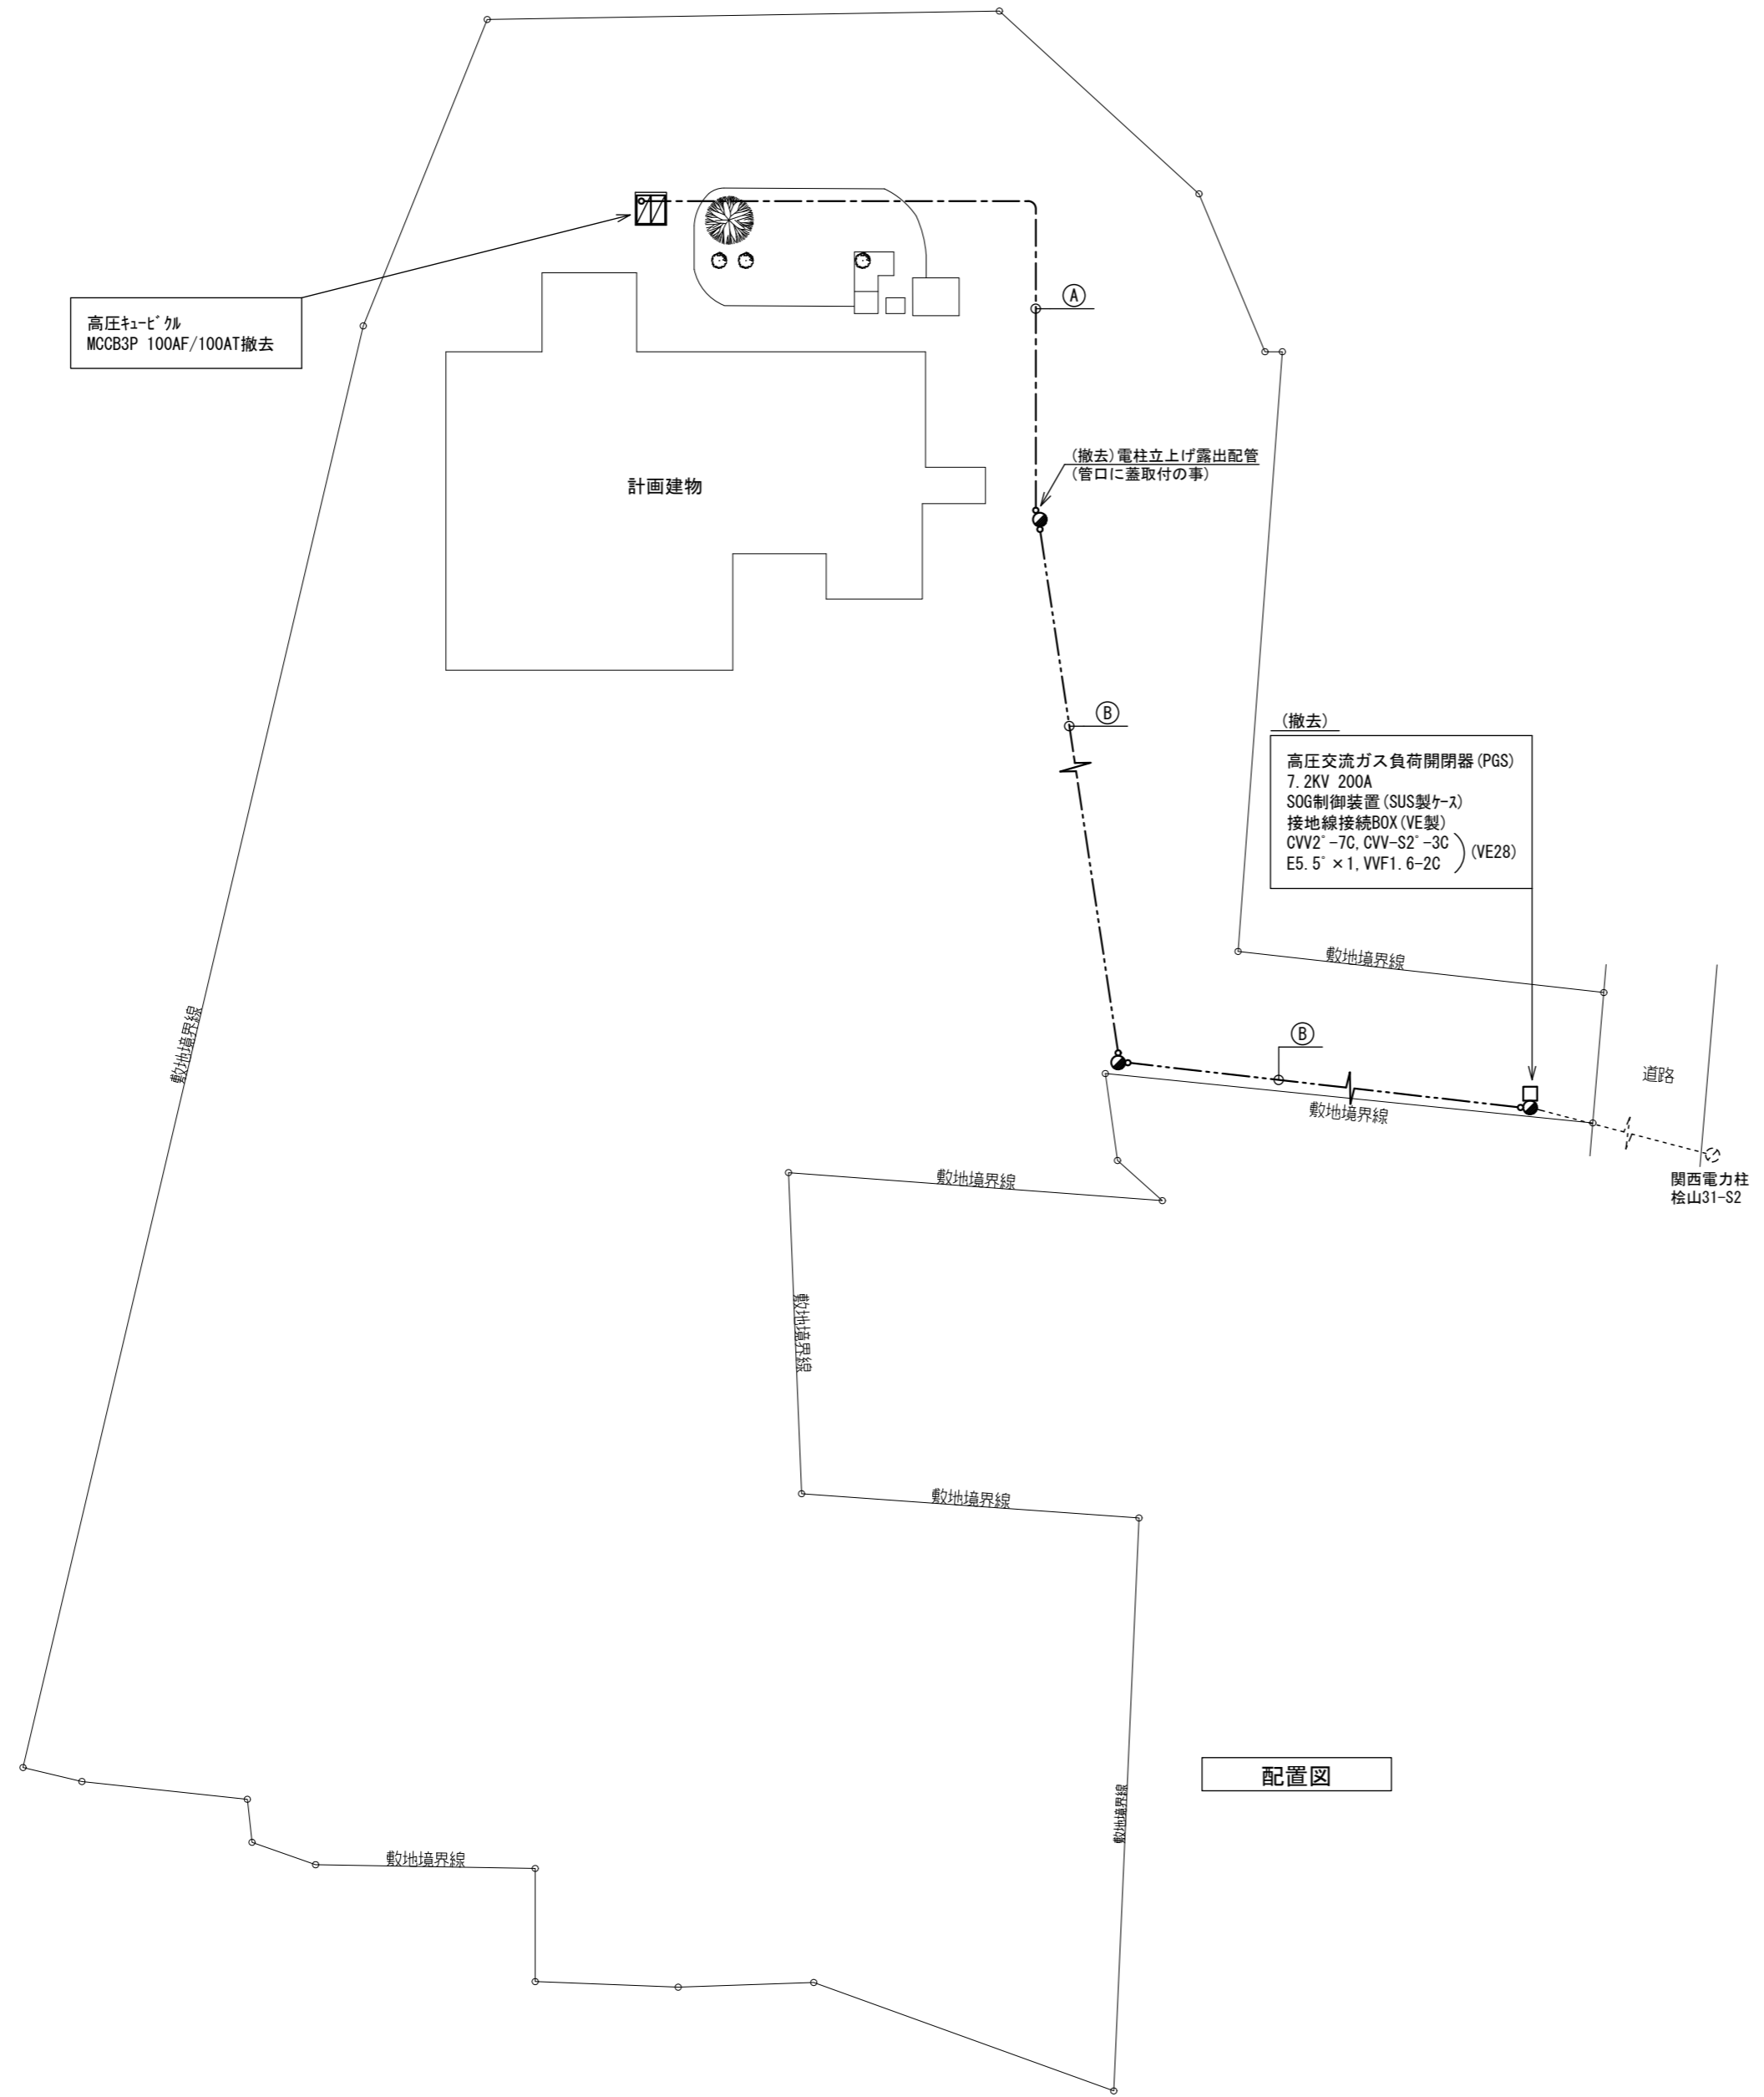 高圧ｷｭｰﾋﾞｸﾙ
MCCB3P 100AF/100AT撤去
Ⓐ
(撤去)電柱立上げ露出配管
(管口に蓋取付の事)
計画建物
Ⓑ
(撤去)
高圧交流ガス負荷開閉器(PGS)
7.2KV 200A
SOG制御装置(SUS製ｹｰｽ)
接地線接続BOX(VE製)
CVV2ﾟ-7C,CVV-S2ﾟ-3C
E5.5ﾟ×1,VVF1.6-2C
(VE28)
敷地境界線
敷地境界線
Ⓑ
道路
敷地境界線
関西電力柱
桧山31-S2
敷地境界線
敷地境界線
敷地境界線
配置図
敷地境界線
敷地境界線